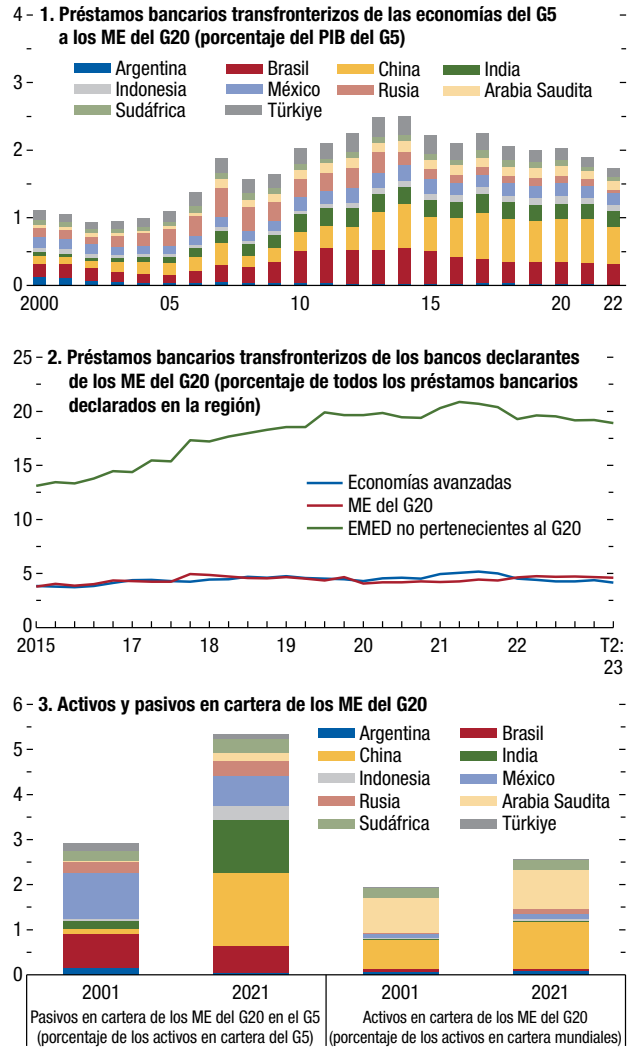 4
1. Préstamos bancarios transfronterizos de las economías del G5
a los ME del G20 (porcentaje del PIB del G5)
Argentina
Brasil
China
India
Indonesia
México
Rusia
Arabia Saudita
Sudáfrica
Türkiye
3
2
1
0
2000
05
10
15
20
22
25
2. Préstamos bancarios transfronterizos de los bancos declarantes
de los ME del G20 (porcentaje de todos los préstamos bancarios
declarados en la región)
20
15
Economías avanzadas
ME del G20
EMED no pertenecientes al G20
10
5
0
2015
17
18
19
20
21
22
T2:
23
6
3. Activos y pasivos en cartera de los ME del G20
Argentina
Brasil
China
India
Indonesia
México
Rusia
Arabia Saudita
Sudáfrica
Türkiye
5
4
3
2
1
0
2001
2021
2001
2021
Pasivos en cartera de los ME del G20 en el G5
(porcentaje de los activos en cartera del G5)
Activos en cartera de los ME del G20
(porcentaje de los activos en cartera mundiales)